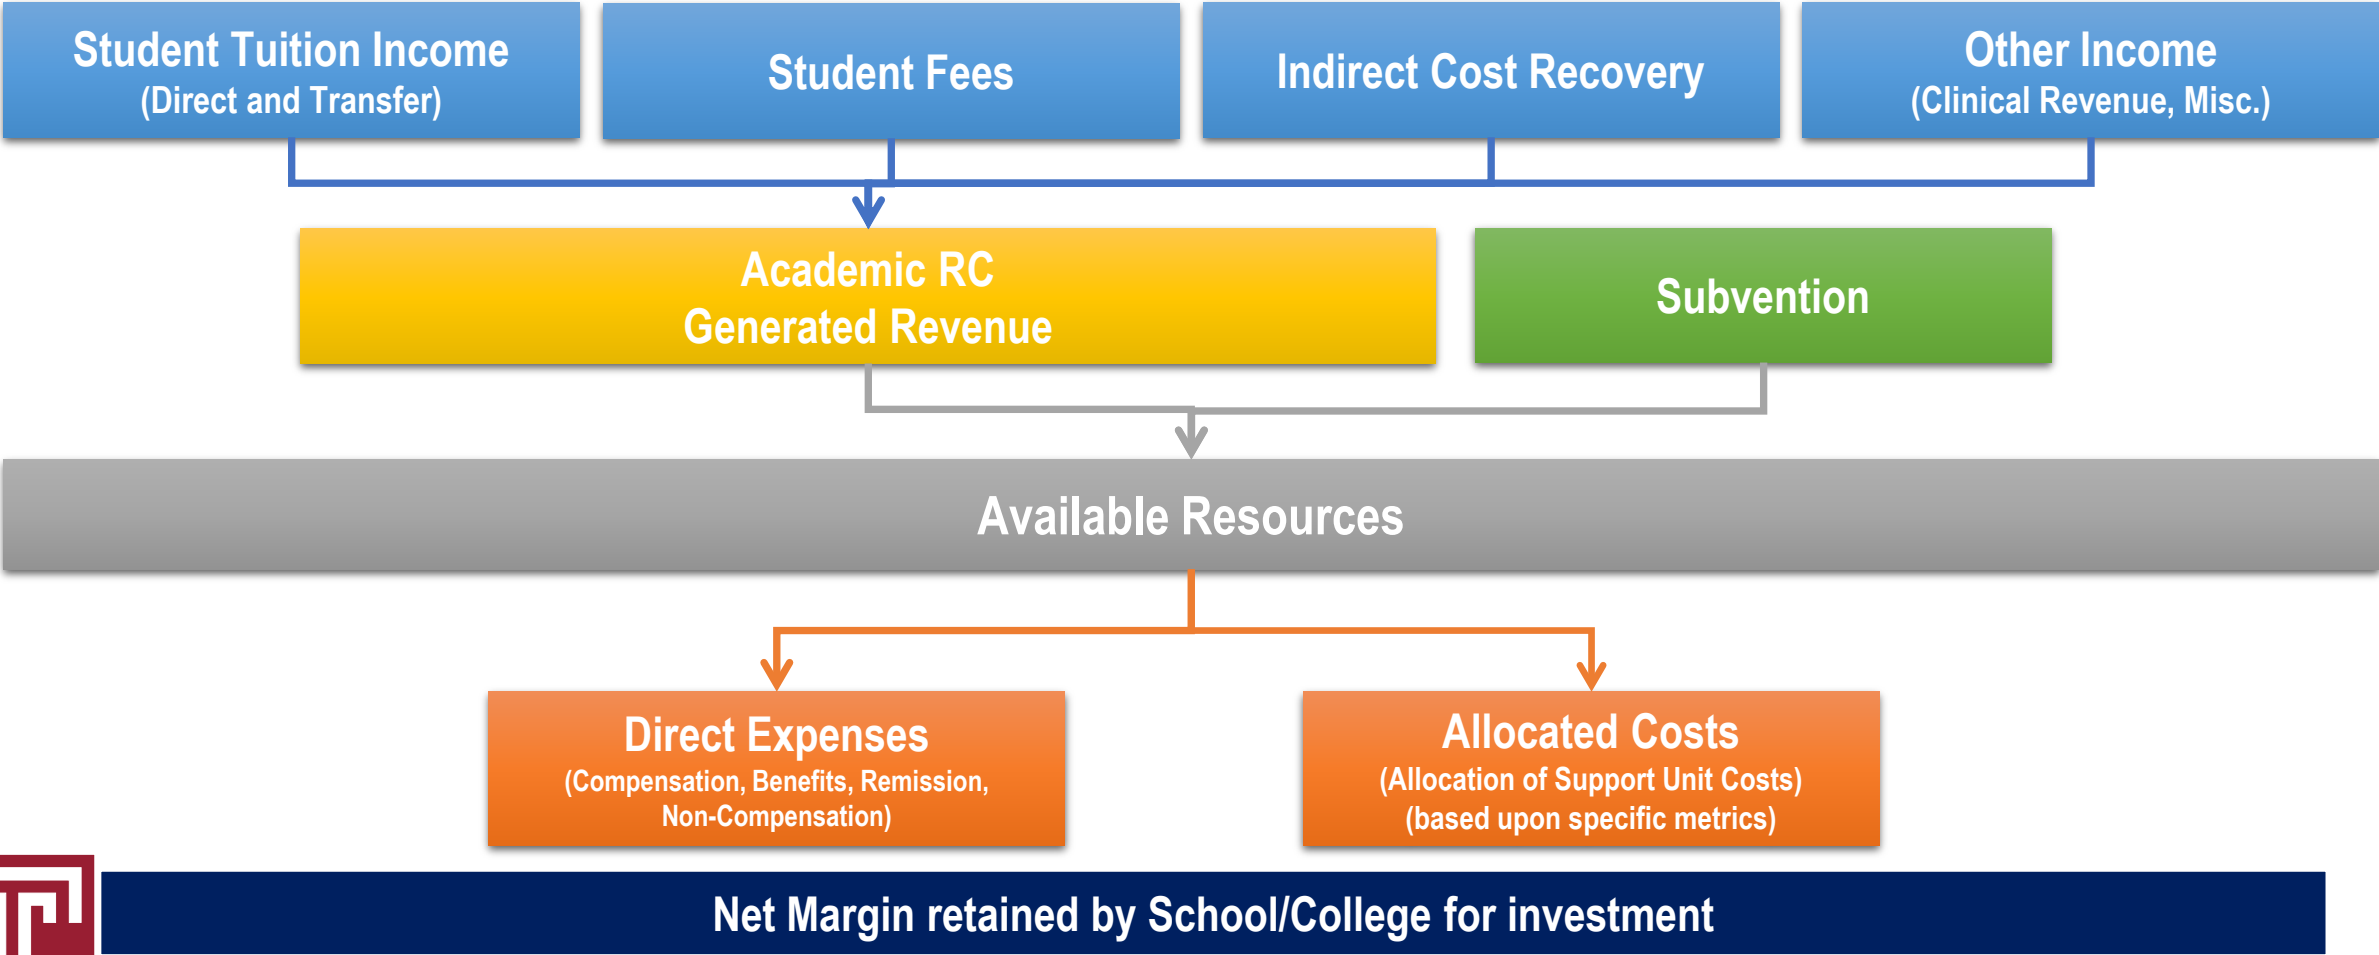 Student Tuition Income
(Direct and Transfer)
Student Fees
Indirect Cost Recovery
Other Income
(Clinical Revenue, Misc.)
Academic RC
Generated Revenue
Subvention
Available Resources
Direct Expenses
(Compensation, Benefits, Remission,
Non-Compensation)
Allocated Costs
(Allocation of Support Unit Costs)
(based upon specific metrics)
Net Margin retained by School/College for investment